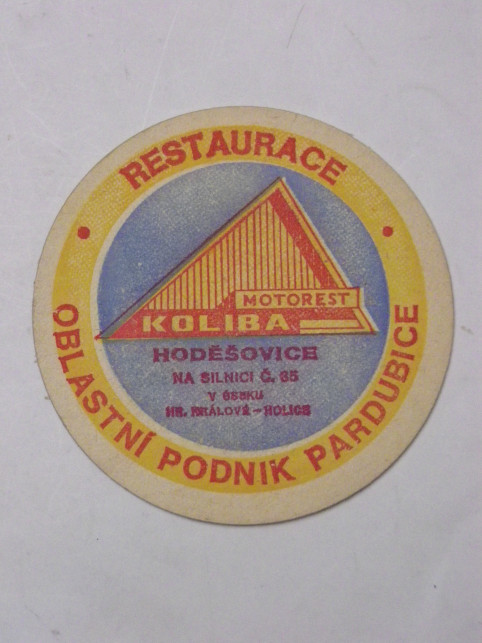 RESTAURACE
MOTOREST
KOLIBA
HODĚŠOVICE
NA SILNICI Č. 35
V ÚSEKU
HR. KRÁLOVÉ - HOLICE
OBLASTNÍ PODNIK PARDUBICE